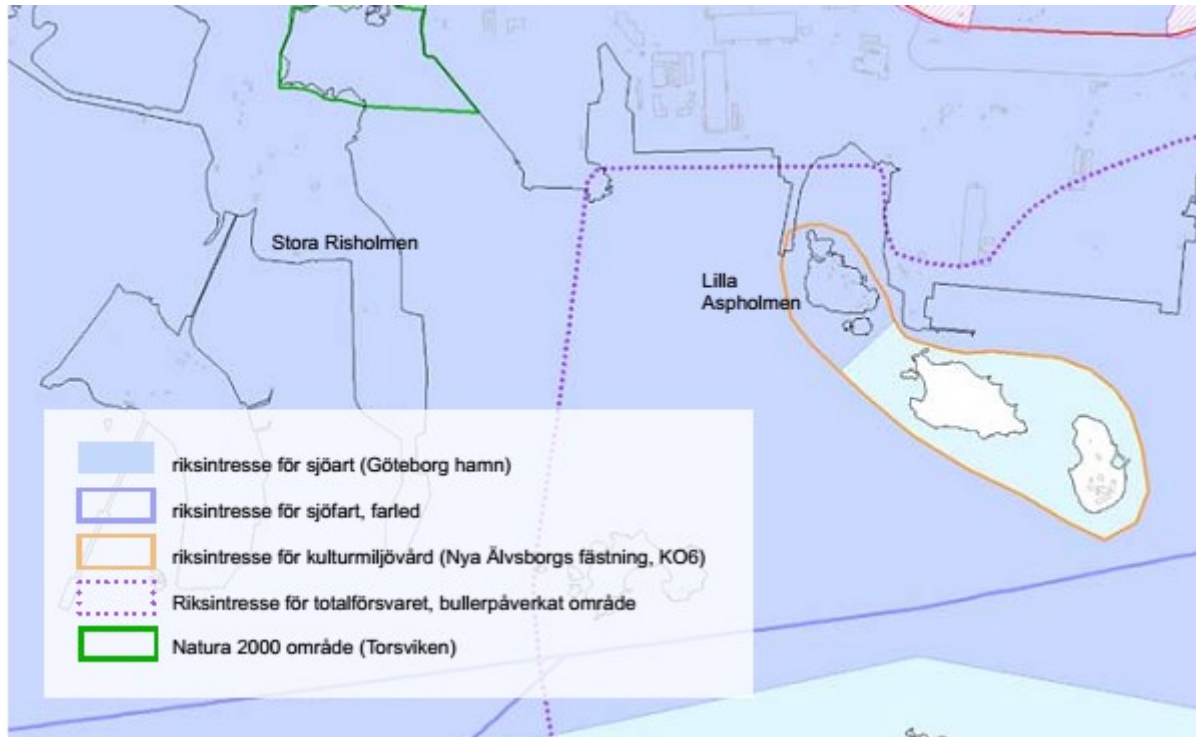 Stora Risholmen
Lilla
Aspholmen
riksintresse för sjöart (Göteborg hamn)
riksintresse för sjöfart, farled
riksintresse för kulturmiljövård (Nya Älvsborgs fästning, KO6)
Riksintresse för totalförsvaret, bullerpåverkat område
Natura 2000 område (Torsviken)